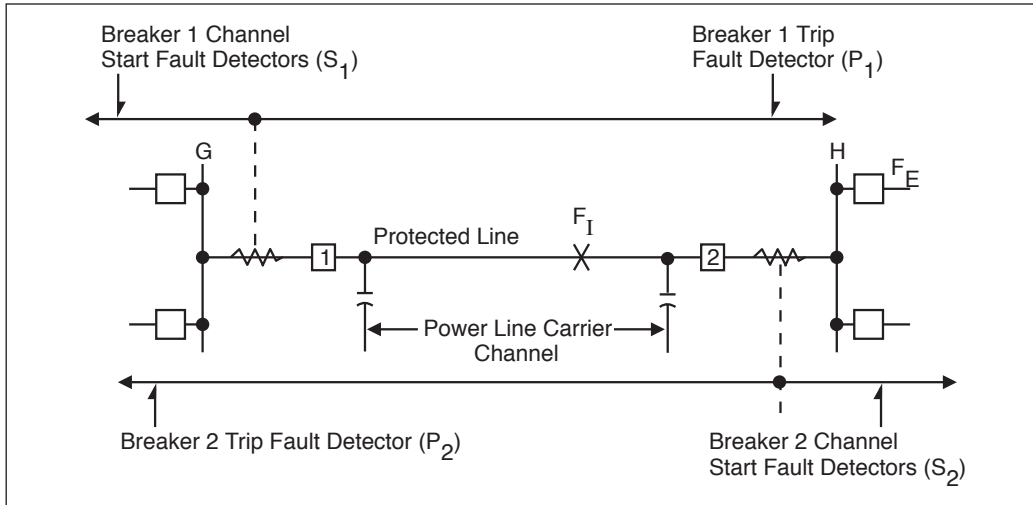 Breaker 1 Channel
Start Fault Detectors (S1)
Breaker 1 Trip
Fault Detector (P1)
G
H
FE
FI
Protected Line
1
2
Power Line Carrier
Channel
Breaker 2 Trip Fault Detector (P2)
Breaker 2 Channel
Start Fault Detectors (S2)